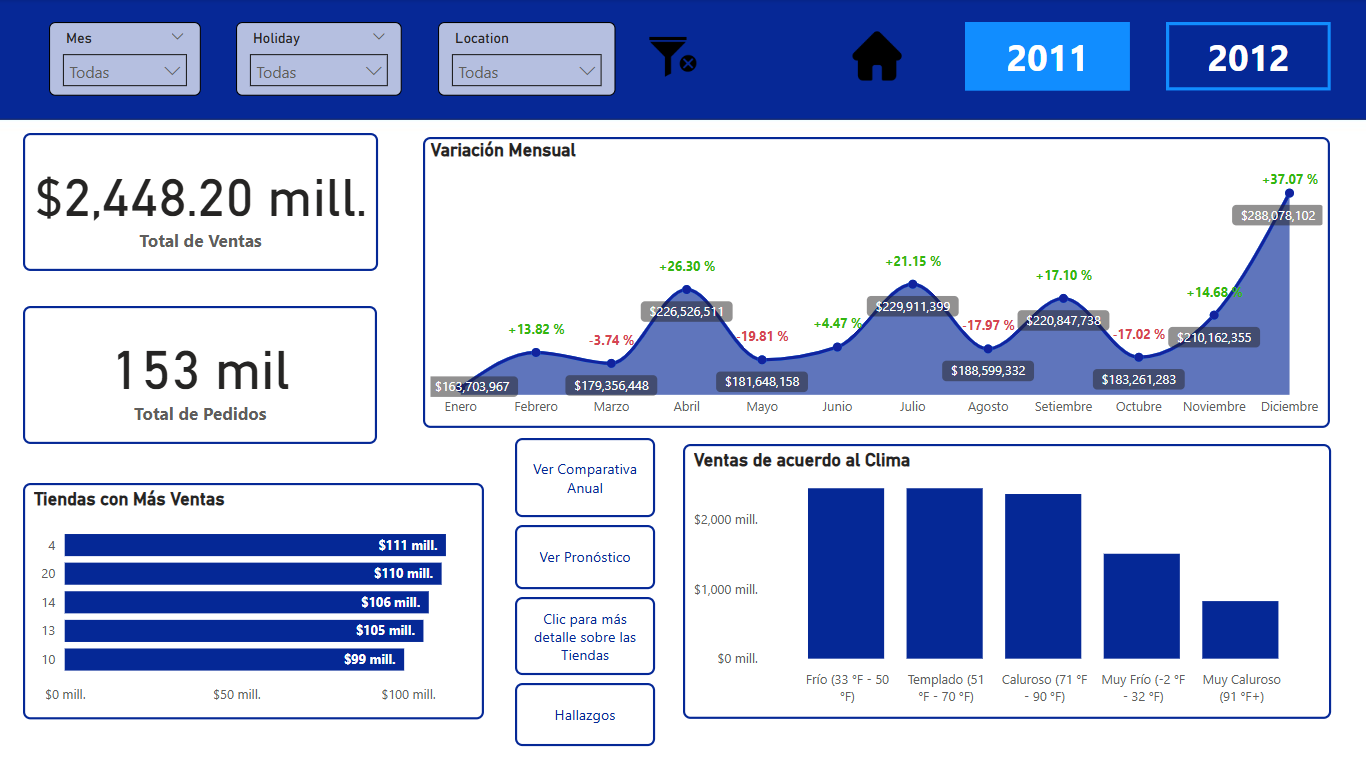 Mes
Todas
Holiday
Todas
Location
Todas
2011
2012
$2,448.20 mill.
Total de Ventas
153 mil
Total de Pedidos
Variación Mensual
+13.82 %
-3.74 %
+26.30 %
-19.81 %
+4.47 %
+21.15 %
-17.97 %
+17.10 %
-17.02 %
+14.68 %
+37.07 %
$163,703,967
$179,356,448
$226,526,511
$181,648,158
$229,911,399
$188,599,332
$220,847,738
$183,261,283
$210,162,355
$288,078,102
Enero
Febrero
Marzo
Abril
Mayo
Junio
Julio
Agosto
Setiembre
Octubre
Noviembre
Diciembre
Tiendas con Más Ventas
4
$111 mill.
20
$110 mill.
14
$106 mill.
13
$105 mill.
10
$99 mill.
$0 mill.
$50 mill.
$100 mill.
Ver Comparativa
Anual
Ver Pronóstico
Clic para más
detalle sobre las
Tiendas
Hallazgos
Ventas de acuerdo al Clima
$2,000 mill.
$1,000 mill.
$0 mill.
Frío (33 °F - 50
°F)
Templado (51
°F - 70 °F)
Caluroso (71 °F
- 90 °F)
Muy Frío (-2 °F
- 32 °F)
Muy Caluroso
(91 °F+)